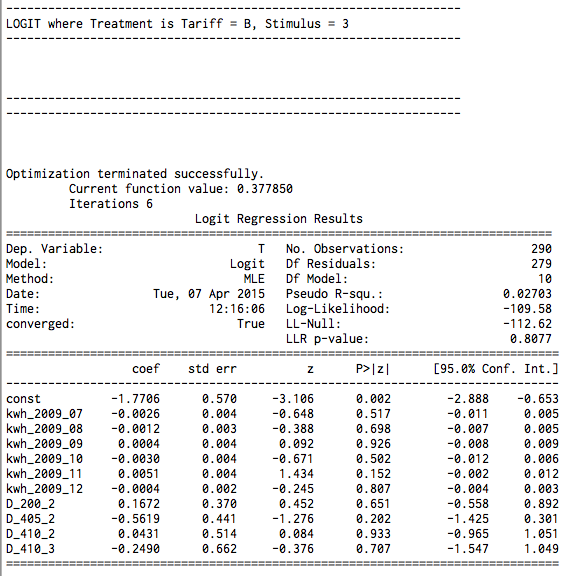 -----------------------------------------------------------------
LOGIT where Treatment is Tariff = B, Stimulus = 3
-----------------------------------------------------------------
-----------------------------------------------------------------
-----------------------------------------------------------------
Optimization terminated successfully.
Current function value: 0.377850
Iterations 6
Logit Regression Results
==============================================================================
Dep. Variable: T No. Observations: 290
Model: Logit Df Residuals: 279
Method: MLE Df Model: 10
Date: Tue, 07 Apr 2015 Pseudo R-squ.: 0.02703
Time: 12:16:06 Log-Likelihood: -109.58
converged: True LL-Null: -112.62
LLR p-value: 0.8077
==============================================================================
coef std err z P>|z| [95.0% Conf. Int.]
------------------------------------------------------------------------------
const -1.7706 0.570 -3.106 0.002 -2.888 -0.653
kwh_2009_07 -0.0026 0.004 -0.648 0.517 -0.011 0.005
kwh_2009_08 -0.0012 0.003 -0.388 0.698 -0.007 0.005
kwh_2009_09 0.0004 0.004 0.092 0.926 -0.008 0.009
kwh_2009_10 -0.0030 0.004 -0.671 0.502 -0.012 0.006
kwh_2009_11 0.0051 0.004 1.434 0.152 -0.002 0.012
kwh_2009_12 -0.0004 0.002 -0.245 0.807 -0.004 0.003
D_200_2 0.1672 0.370 0.452 0.651 -0.558 0.892
D_405_2 -0.5619 0.441 -1.276 0.202 -1.425 0.301
D_410_2 0.0431 0.514 0.084 0.933 -0.965 1.051
D_410_3 -0.2490 0.662 -0.376 0.707 -1.547 1.049
==============================================================================